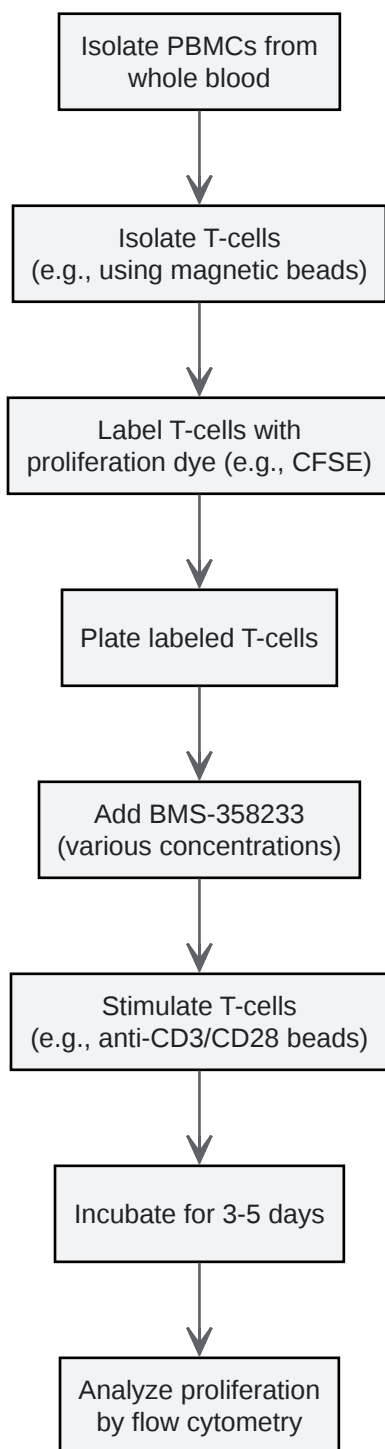 Isolate PBMCs from
whole blood
Isolate T-cells
(e.g., using magnetic beads)
Label T-cells with
proliferation dye (e.g., CFSE)
Plate labeled T-cells
Add BMS-358233
(various concentrations)
Stimulate T-cells
(e.g., anti-CD3/CD28 beads)
Incubate for 3-5 days
Analyze proliferation
by flow cytometry